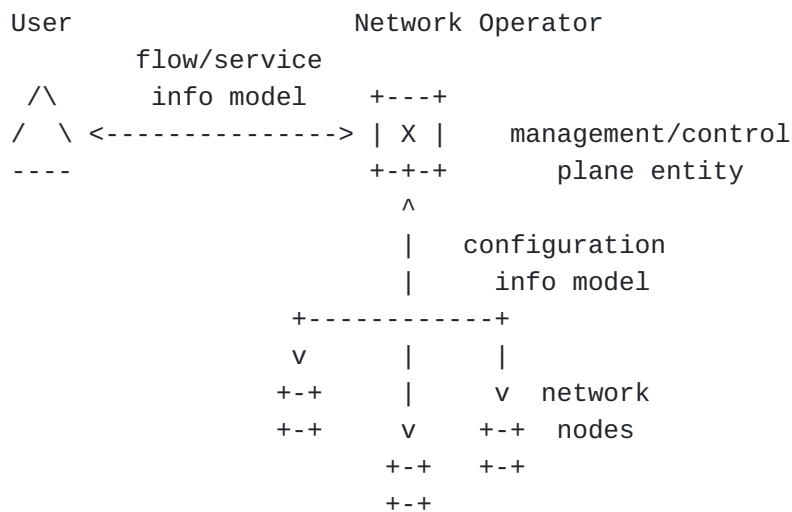 User                  Network Operator
        flow/service
 /\      info model    +---+
/  \ <---------------> | X |    management/control
----                   +-+-+       plane entity
                         ^
                         |   configuration
                         |     info model
                  +------------+
                  v      |     |
                 +-+     |     v  network
                 +-+     v    +-+  nodes
                        +-+   +-+
                        +-+